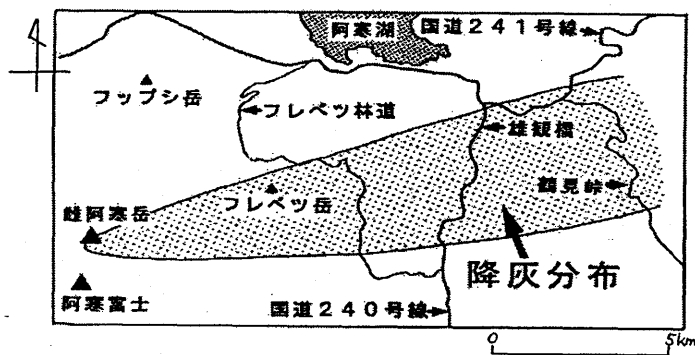 阿寒湖
国道241号線
フップシ岳
フレベツ林道
雄観橋
雌阿寒岳
フレベツ岳
鶴見峠
降灰分布
阿寒富士
国道240号線
0 5km